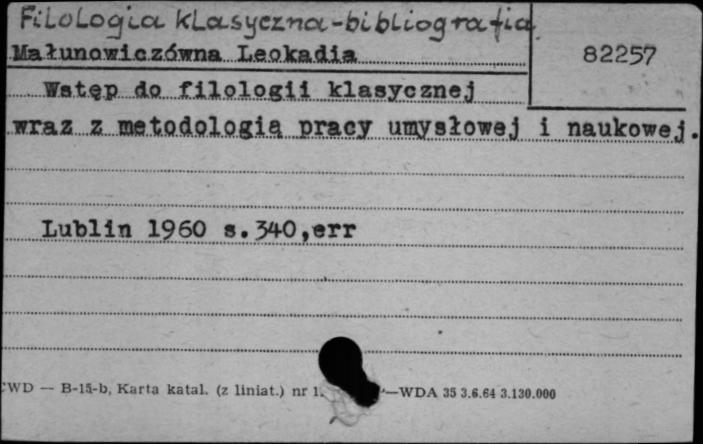 Filologia klasyczna-bibliografia
Małunowiczówna Leokadia
82257
Wstęp do filologii klasycznej
wraz z metodologią pracy umysłowej i naukowej.
Lublin 1960 s.340,err
WD — B-15-b, Karta katal. (z liniat.) nr 1. —WDA 35 3.6.64 3.130.000